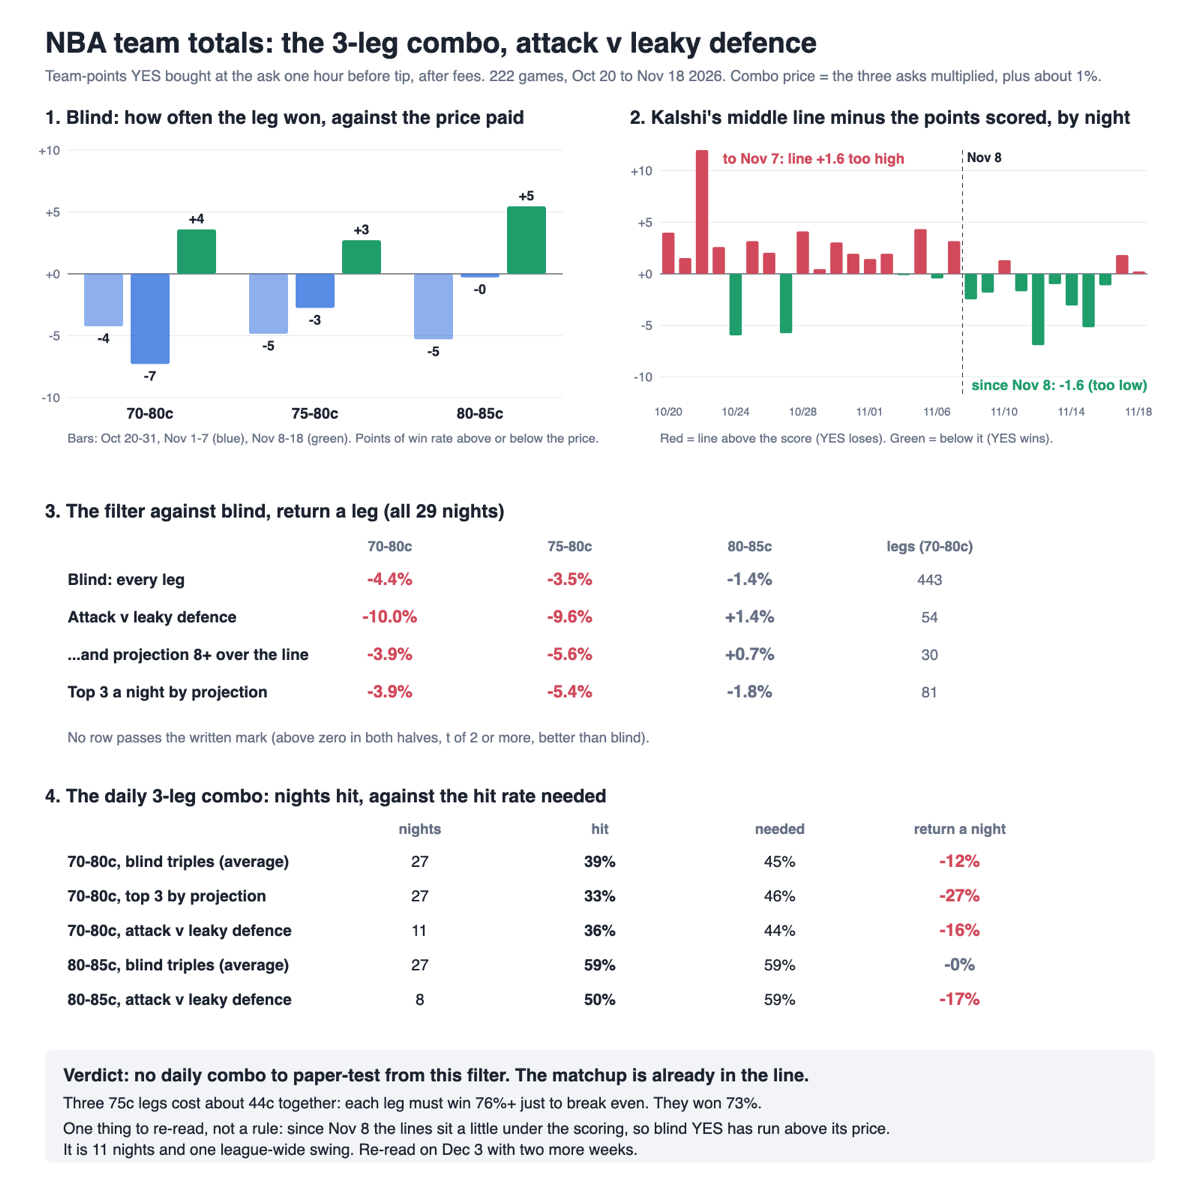 NBA team totals: the 3-leg combo, attack v leaky defence
Team-points YES bought at the ask one hour before tip, after fees. 222 games, Oct 20 to Nov 18 2026. Combo price = the three asks multiplied, plus about 1%.
1. Blind: how often the leg won, against the price paid
+10
+5
+0
-5
-10
-4
-7
+4
-5
-3
+3
-5
-0
+5
70-80c
75-80c
80-85c
Bars: Oct 20-31, Nov 1-7 (blue), Nov 8-18 (green). Points of win rate above or below the price.
2. Kalshi's middle line minus the points scored, by night
+10
+5
+0
-5
-10
to Nov 7: line +1.6 too high
Nov 8
since Nov 8: -1.6 (too low)
10/20
10/24
10/28
11/01
11/06
11/10
11/14
11/18
Red = line above the score (YES loses). Green = below it (YES wins).
3. The filter against blind, return a leg (all 29 nights)
70-80c 75-80c 80-85c legs (70-80c)
Blind: every leg -4.4% -3.5% -1.4% 443
Attack v leaky defence -10.0% -9.6% +1.4% 54
...and projection 8+ over the line -3.9% -5.6% +0.7% 30
Top 3 a night by projection -3.9% -5.4% -1.8% 81
No row passes the written mark (above zero in both halves, t of 2 or more, better than blind).
4. The daily 3-leg combo: nights hit, against the hit rate needed
nights hit needed return a night
70-80c, blind triples (average) 27 39% 45% -12%
70-80c, top 3 by projection 27 33% 46% -27%
70-80c, attack v leaky defence 11 36% 44% -16%
80-85c, blind triples (average) 27 59% 59% -0%
80-85c, attack v leaky defence 8 50% 59% -17%
Verdict: no daily combo to paper-test from this filter. The matchup is already in the line.
Three 75c legs cost about 44c together: each leg must win 76%+ just to break even. They won 73%.
One thing to re-read, not a rule: since Nov 8 the lines sit a little under the scoring, so blind YES has run above its price.
It is 11 nights and one league-wide swing. Re-read on Dec 3 with two more weeks.